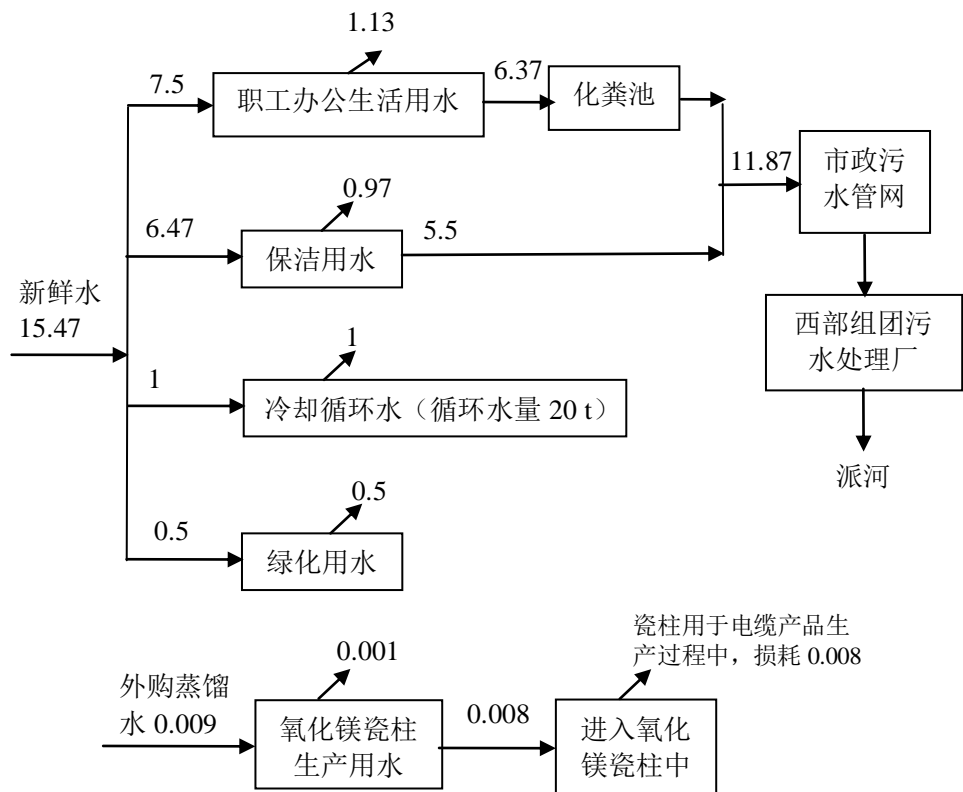 1.13
7.5
职工办公生活用水
6.37
化粪池
11.87
市政污
水管网
0.97
6.47
保洁用水
5.5
新鲜水
15.47
西部组团污
水处理厂
1
1
冷却循环水（循环水量 20 t）
派河
0.5
0.5
绿化用水
瓷柱用于电缆产品生
产过程中，损耗 0.008
0.001
外购蒸馏
水 0.009
氧化镁瓷柱
生产用水
0.008
进入氧化
镁瓷柱中